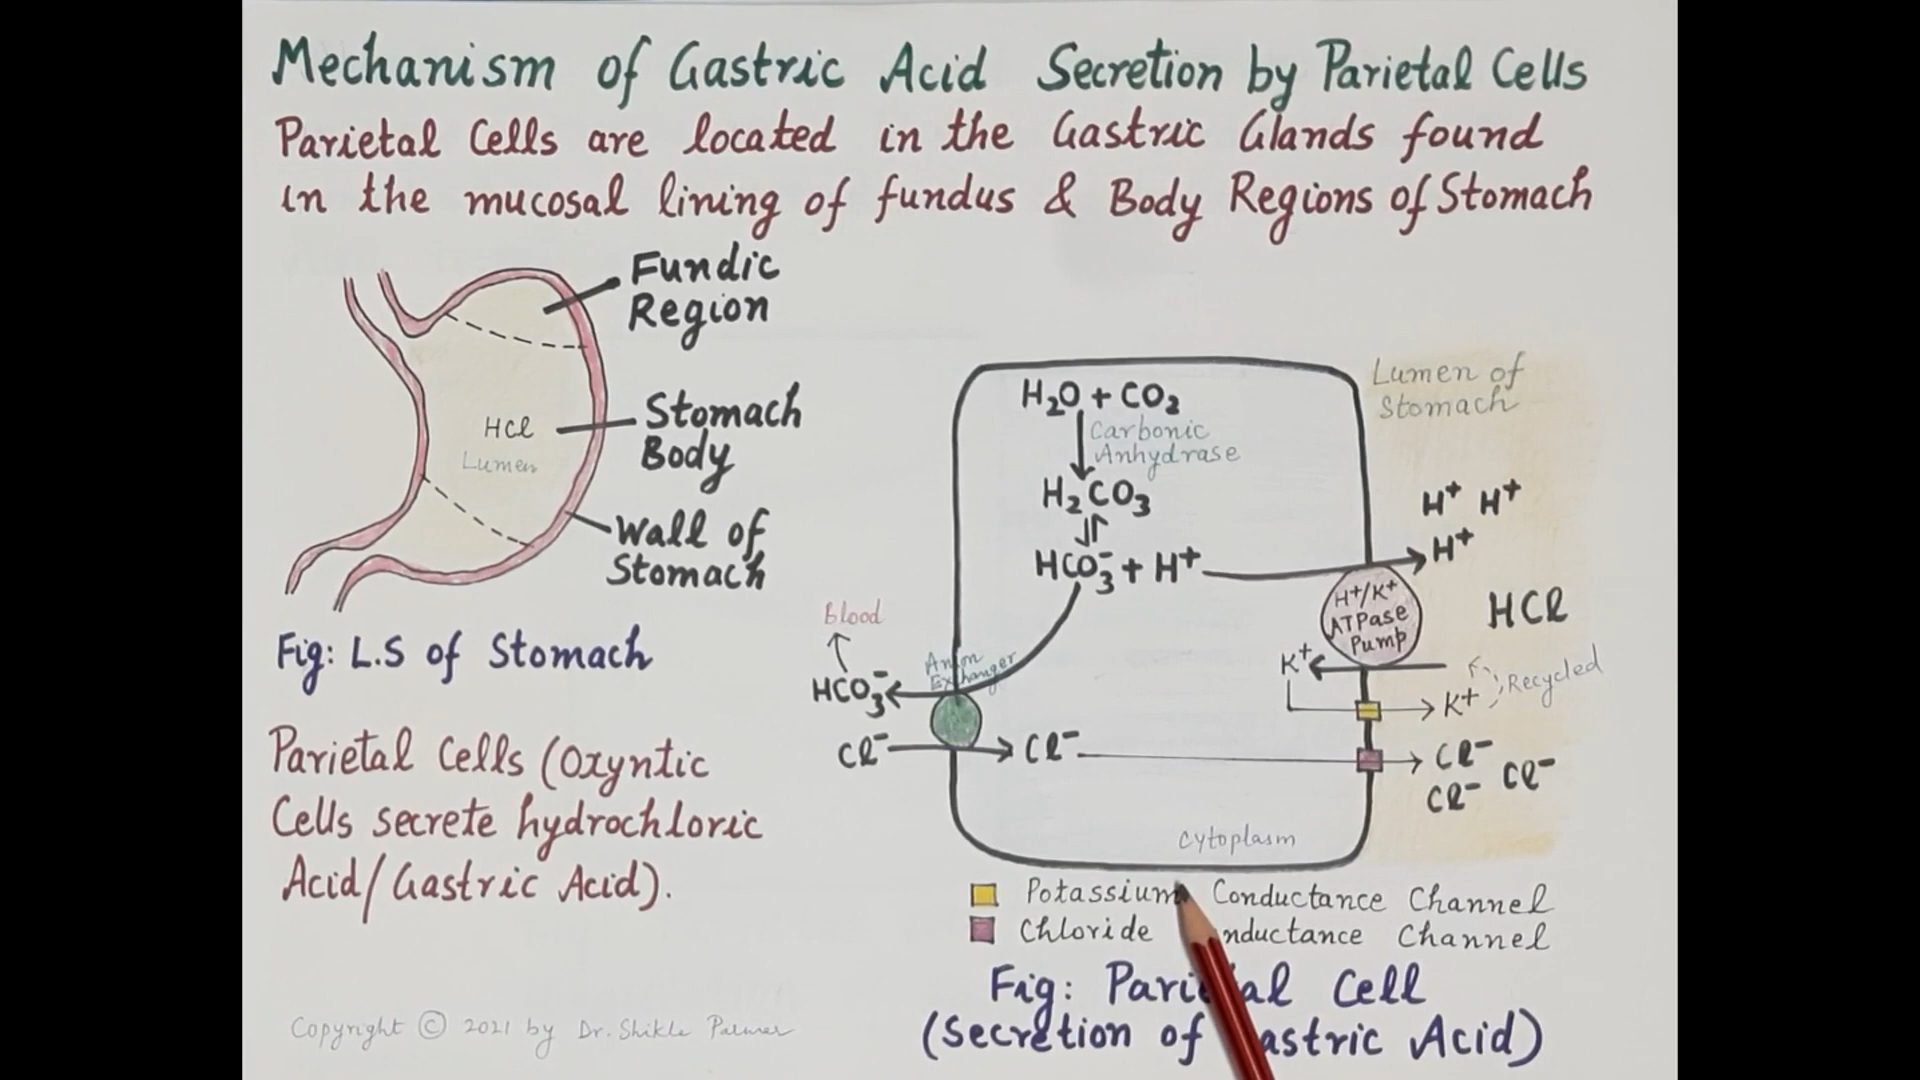 Mechanism of Gastric Acid Secretion by Parietal Cells
Parietal Cells are located in the Gastric Glands found
in the mucosal lining of fundus & Body Regions of Stomach
Fundic
Region
Stomach
Body
HCl
Lumen
Wall of
Stomach
Fig: L.S of Stomach
Parietal Cells (Oxyntic
Cells secrete hydrochloric
Acid/Gastric Acid).
Lumen of
Stomach
H₂O + CO₂
Carbonic
Anhydrase
H₂CO₃
⇌
HCO₃⁻ + H⁺
H⁺ H⁺
H⁺
H⁺/K⁺
ATPase
Pump
HCl
Blood
Anion
Exchanger
HCO₃⁻
K⁺
K⁺
Recycled
Cl⁻
Cl⁻
Cl⁻
Cl⁻ Cl⁻
Cytoplasm
Potassium Conductance Channel
Chloride Conductance Channel
Fig: Parietal Cell
(Secretion of Gastric Acid)
Copyright © 2021 by Dr. Shikle Parmar